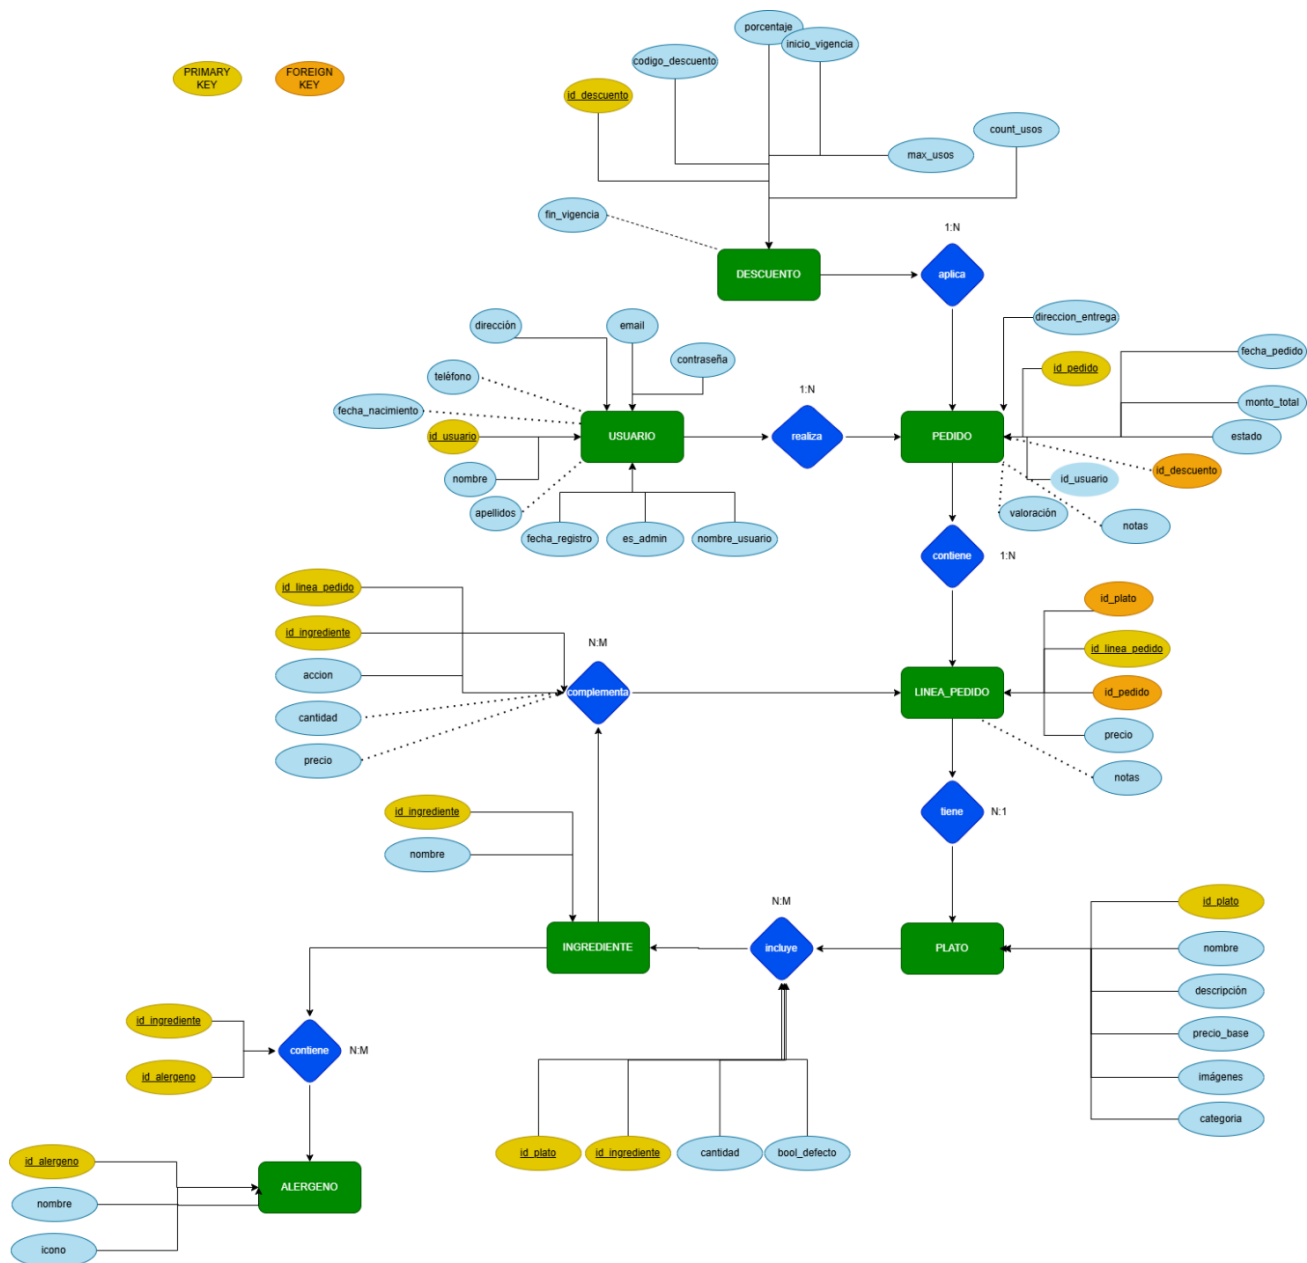 PRIMARY
KEY
FOREIGN
KEY
porcentaje
inicio_vigencia
codigo_descuento
id_descuento
count_usos
max_usos
fin_vigencia
DESCUENTO
1:N
aplica
dirección
email
contraseña
teléfono
fecha_nacimiento
id_usuario
nombre
apellidos
USUARIO
fecha_registro
es_admin
nombre_usuario
1:N
realiza
direccion_entrega
id_pedido
fecha_pedido
monto_total
estado
PEDIDO
id_descuento
id_usuario
valoración
notas
contiene
1:N
id_linea_pedido
id_ingrediente
accion
cantidad
precio
N:M
complementa
LINEA_PEDIDO
id_plato
id_linea_pedido
id_pedido
precio
notas
tiene
N:1
id_ingrediente
nombre
INGREDIENTE
N:M
incluye
PLATO
id_plato
nombre
descripción
precio_base
imágenes
categoria
id_plato
id_ingrediente
cantidad
bool_defecto
id_ingrediente
id_alergeno
contiene
N:M
id_alergeno
nombre
icono
ALERGENO